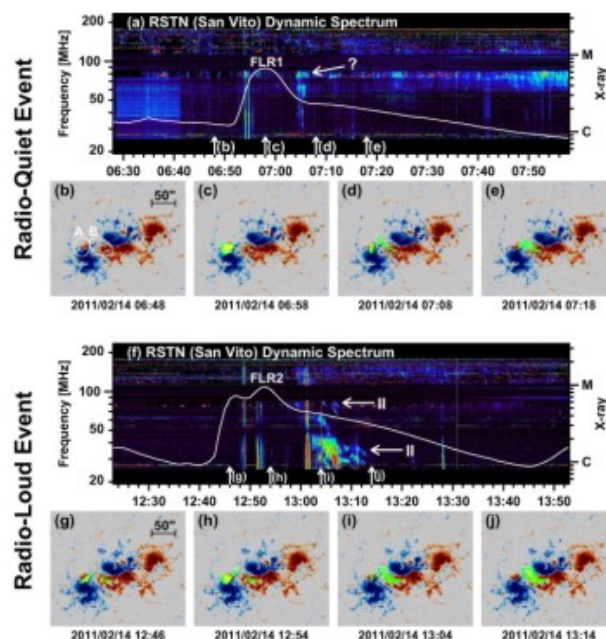 Radio-Quiet Event
(a) RSTN (San Vito) Dynamic Spectrum
Frequency [MHz]
200
100
50
20
FLR1
?
M
C
X-ray
(b)
(c)
(d)
(e)
06:30 06:40 06:50 07:00 07:10 07:20 07:30 07:40 07:50
(b) 50" A B
(c)
(d)
(e)
2011/02/14 06:48
2011/02/14 06:58
2011/02/14 07:08
2011/02/14 07:18
Radio-Loud Event
(f) RSTN (San Vito) Dynamic Spectrum
Frequency [MHz]
200
100
50
20
FLR2
II
II
M
C
X-ray
(g)
(h)
(i)
(j)
12:30 12:40 12:50 13:00 13:10 13:20 13:30 13:40 13:50
(g) 50"
(h)
(i)
(j)
2011/02/14 12:46
2011/02/14 12:54
2011/02/14 13:04
2011/02/14 13:14